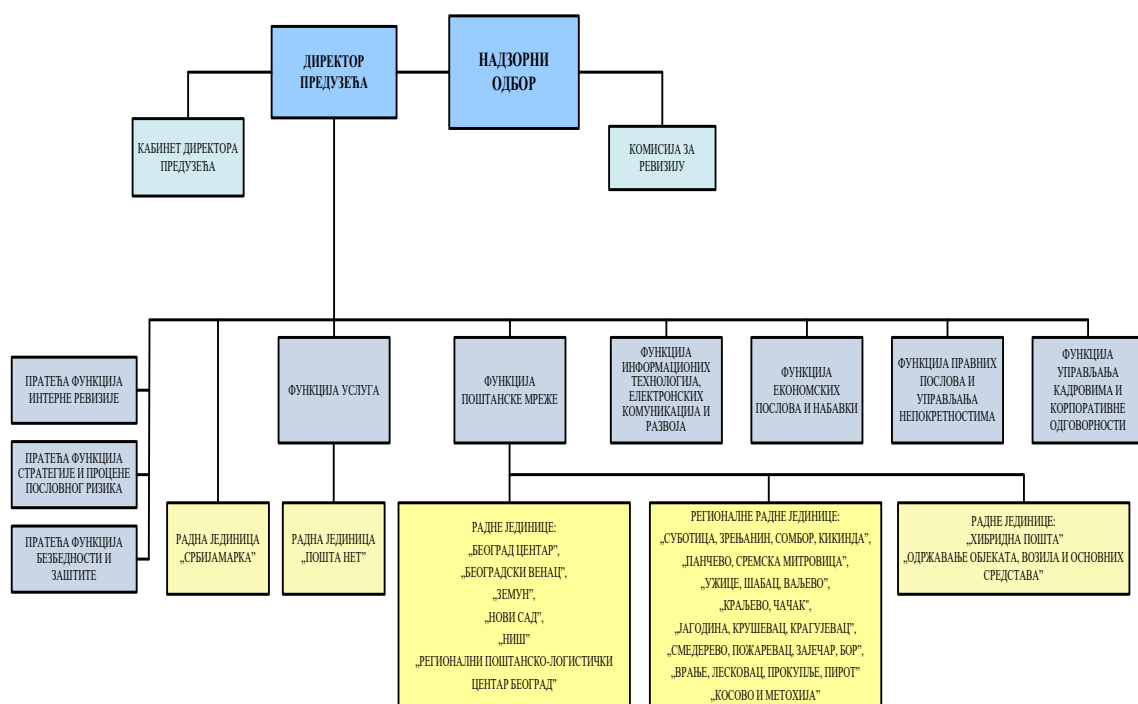 ДИРЕКТОР
ПРЕДУЗЕЋА
НАДЗОРНИ
ОДБОР
КАБИНЕТ ДИРЕКТОРА
ПРЕДУЗЕЋА
КОМИСИЈА ЗА
РЕВИЗИЈУ
ПРАТЕЋА ФУНКЦИЈА
ИНТЕРНЕ РЕВИЗИЈЕ
ПРАТЕЋА ФУНКЦИЈА
СТРАТЕГИЈЕ И ПРОЦЕНЕ
ПОСЛОВНОГ РИЗИКА
ПРАТЕЋА ФУНКЦИЈА
БЕЗБЕДНОСТИ И
ЗАШТИТЕ
ФУНКЦИЈА УСЛУГА
ФУНКЦИЈА
ПОШТАНСКЕ МРЕЖЕ
ФУНКЦИЈА
ИНФОРМАЦИОНИХ
ТЕХНОЛОГИЈА,
ЕЛЕКТРОНСКИХ
КОМУНИКАЦИЈА И
РАЗВОЈА
ФУНКЦИЈА
ЕКОНОМСКИХ
ПОСЛОВА И НАБАВКИ
ФУНКЦИЈА ПРАВНИХ
ПОСЛОВА И
УПРАВЉАЊА
НЕПОКРЕТНОСТИМА
ФУНКЦИЈА
УПРАВЉАЊА
КАДРОВИМА И
КОРПОРАТИВНЕ
ОДГОВОРНОСТИ
РАДНА ЈЕДИНИЦА
„СРБИЈАМАРКА”
РАДНА ЈЕДИНИЦА
„ПОШТА НЕТ”
РАДНЕ ЈЕДИНИЦЕ:
„БЕОГРАД ЦЕНТАР”,
„БЕОГРАДСКИ ВЕНАЦ”,
„ЗЕМУН”,
„НОВИ САД”,
„НИШ”
„РЕГИОНАЛНИ ПОШТАНСКО-ЛОГИСТИЧКИ
ЦЕНТАР БЕОГРАД”
РЕГИОНАЛНЕ РАДНЕ ЈЕДИНИЦЕ:
„СУБОТИЦА, ЗРЕЊАНИН, СОМБОР, КИКИНДА”,
„ПАНЧЕВО, СРЕМСКА МИТРОВИЦА”,
„УЖИЦЕ, ШАБАЦ, ВАЉЕВО”,
„КРАЉЕВО, ЧАЧАК",
„ЈАГОДИНА, КРУШЕВАЦ, КРАГУЈЕВАЦ”,
„СМЕДЕРЕВО, ПОЖАРЕВАЦ, ЗАЈЕЧАР, БОР”,
„ВРАЊЕ, ЛЕСКОВАЦ, ПРОКУПЉЕ, ПИРОТ”
„КОСОВО И МЕТОХИЈА”
РАДНЕ ЈЕДИНИЦЕ:
„ХИБРИДНА ПОШТА”
„ОДРЖАВАЊЕ ОБЈЕКАТА, ВОЗИЛА И ОСНОВНИХ
СРЕДСТАВА”